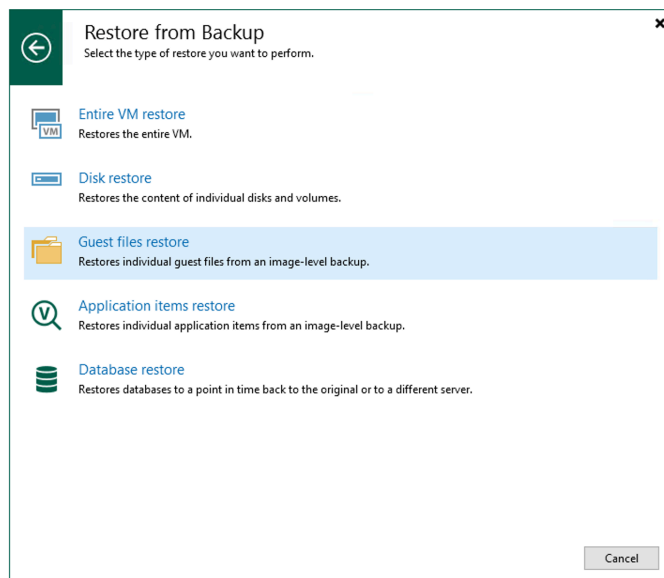 Restore from Backup
Select the type of restore you want to perform.
Entire VM restore
VM
Restores the entire VM.
Disk restore
Restores the content of individual disks and volumes.
Guest files restore
Restores individual guest files from an image-level backup.
Application items restore
V
Restores individual application items from an image-level backup.
Database restore
Restores databases to a point in time back to the original or to a different server.
Cancel